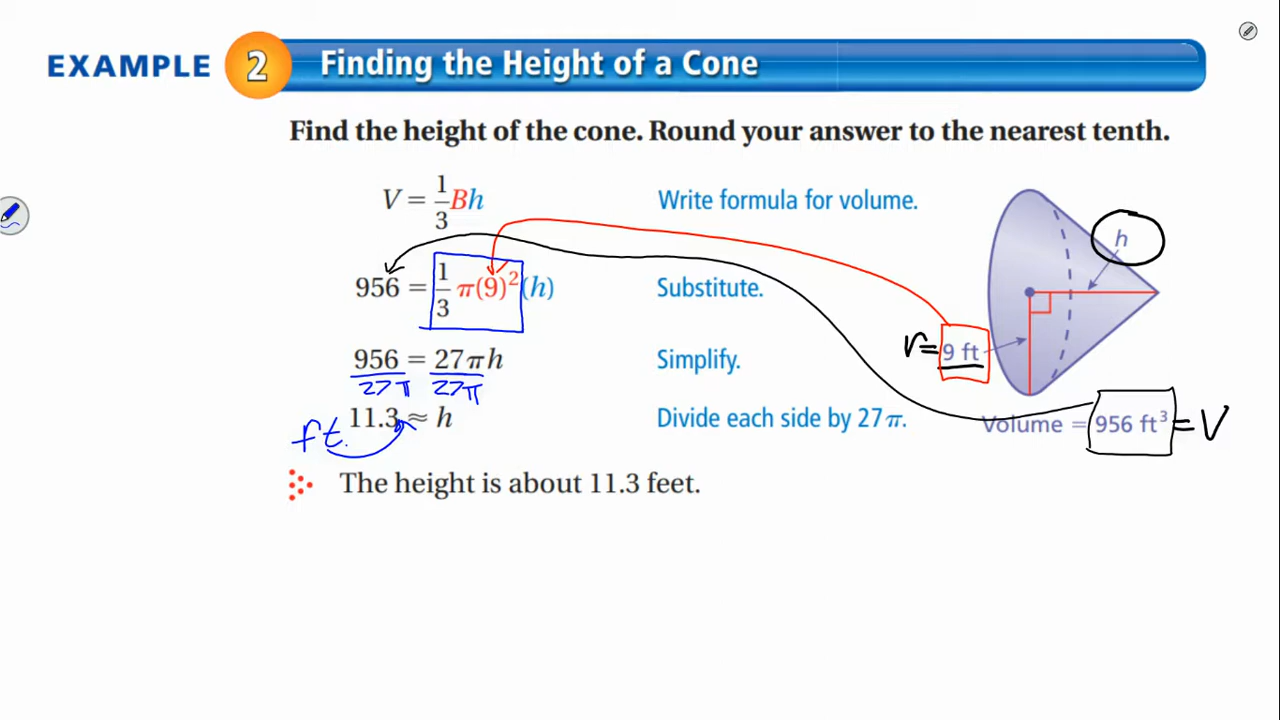 EXAMPLE 2 Finding the Height of a Cone
Find the height of the cone. Round your answer to the nearest tenth.
V = 1/3 Bh Write formula for volume.
956 = 1/3 π(9)²(h) Substitute.
956 = 27πh Simplify.
27π 27π
11.3 ≈ h Divide each side by 27π.
ft.
The height is about 11.3 feet.
h
r= 9 ft
Volume = 956 ft³ = V